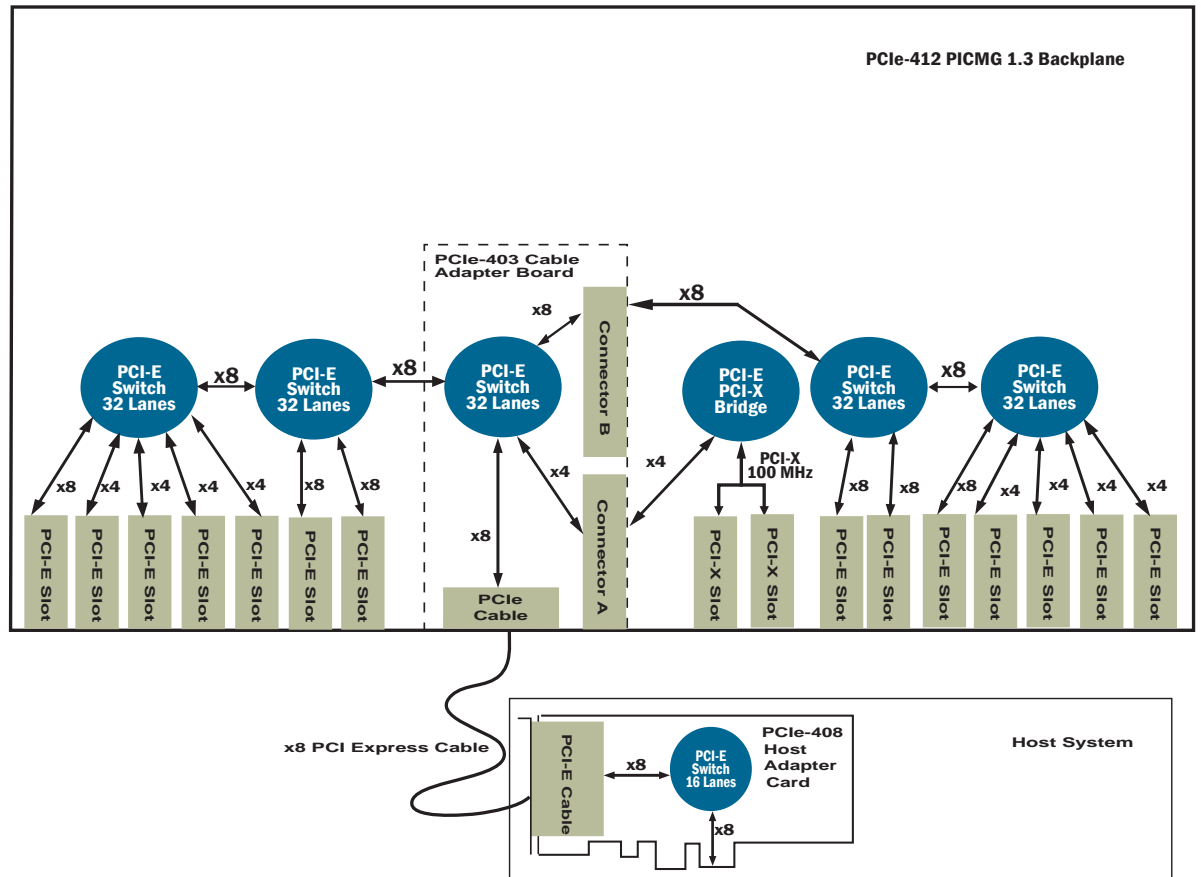 PCIe-412 PICMG 1.3 Backplane
PCIe-403 Cable
Adapter Board
x8
Connector B
x8
PCI-E
Switch
32 Lanes
x8
PCI-E
Switch
32 Lanes
x8
PCI-E
Switch
32 Lanes
PCI-E
PCI-X
Bridge
PCI-E
Switch
32 Lanes
x8
PCI-E
Switch
32 Lanes
x8
x4
x4
x4
x4
x8
x8
x8
x4
Connector A
x4
PCI-X
100 MHz
x8
x8
x8
x4
x4
x4
x4
PCI-E Slot
PCI-E Slot
PCI-E Slot
PCI-E Slot
PCI-E Slot
PCI-E Slot
PCI-E Slot
PCIe
Cable
PCI-X Slot
PCI-X Slot
PCI-E Slot
PCI-E Slot
PCI-E Slot
PCI-E Slot
PCI-E Slot
PCI-E Slot
PCI-E Slot
x8 PCI Express Cable
PCI-E Cable
x8
PCI-E
Switch
16 Lanes
x8
PCIe-408
Host
Adapter
Card
Host System